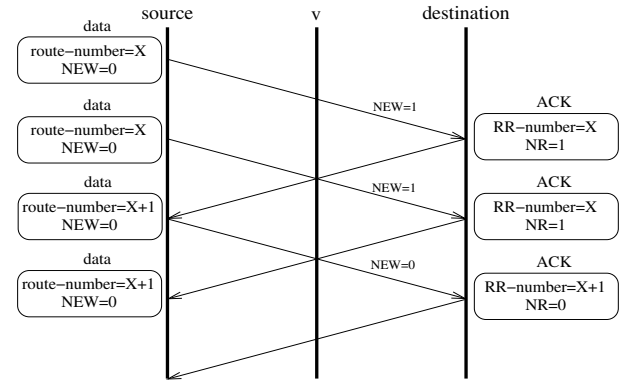 source
v
destination
data
route−number=X
NEW=0
NEW=1
ACK
RR−number=X
NR=1
data
route−number=X
NEW=0
NEW=1
ACK
RR−number=X
NR=1
data
route−number=X+1
NEW=0
NEW=0
ACK
RR−number=X+1
NR=0
data
route−number=X+1
NEW=0